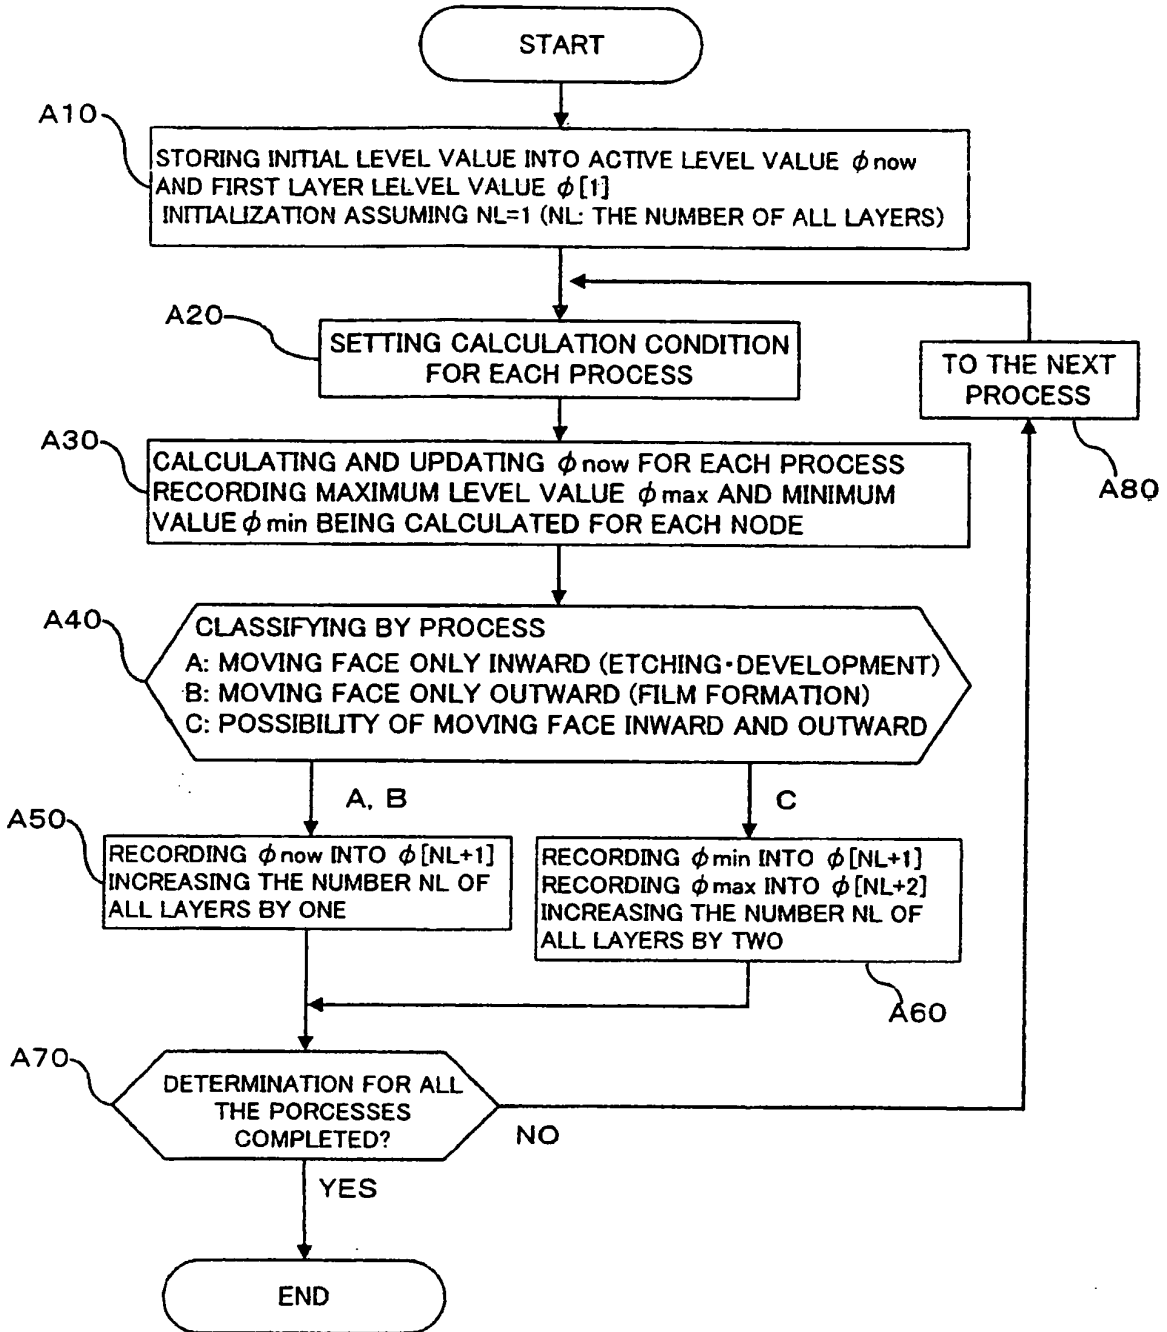 START
A10
STORING INITIAL LEVEL VALUE INTO ACTIVE LEVEL VALUE ϕnow
AND FIRST LAYER LELVEL VALUE ϕ[1]
INITIALIZATION ASSUMING NL=1 (NL: THE NUMBER OF ALL LAYERS)
A20
SETTING CALCULATION CONDITION
FOR EACH PROCESS
TO THE NEXT
PROCESS
A80
A30
CALCULATING AND UPDATING ϕnow FOR EACH PROCESS
RECORDING MAXIMUM LEVEL VALUE ϕmax AND MINIMUM
VALUE ϕmin BEING CALCULATED FOR EACH NODE
A40
CLASSIFYING BY PROCESS
A: MOVING FACE ONLY INWARD (ETCHING・DEVELOPMENT)
B: MOVING FACE ONLY OUTWARD (FILM FORMATION)
C: POSSIBILITY OF MOVING FACE INWARD AND OUTWARD
A, B
C
A50
RECORDING ϕnow INTO ϕ[NL+1]
INCREASING THE NUMBER NL OF
ALL LAYERS BY ONE
RECORDING ϕmin INTO ϕ[NL+1]
RECORDING ϕmax INTO ϕ[NL+2]
INCREASING THE NUMBER NL OF
ALL LAYERS BY TWO
A60
A70
DETERMINATION FOR ALL
THE PORCESSES
COMPLETED?
NO
YES
END